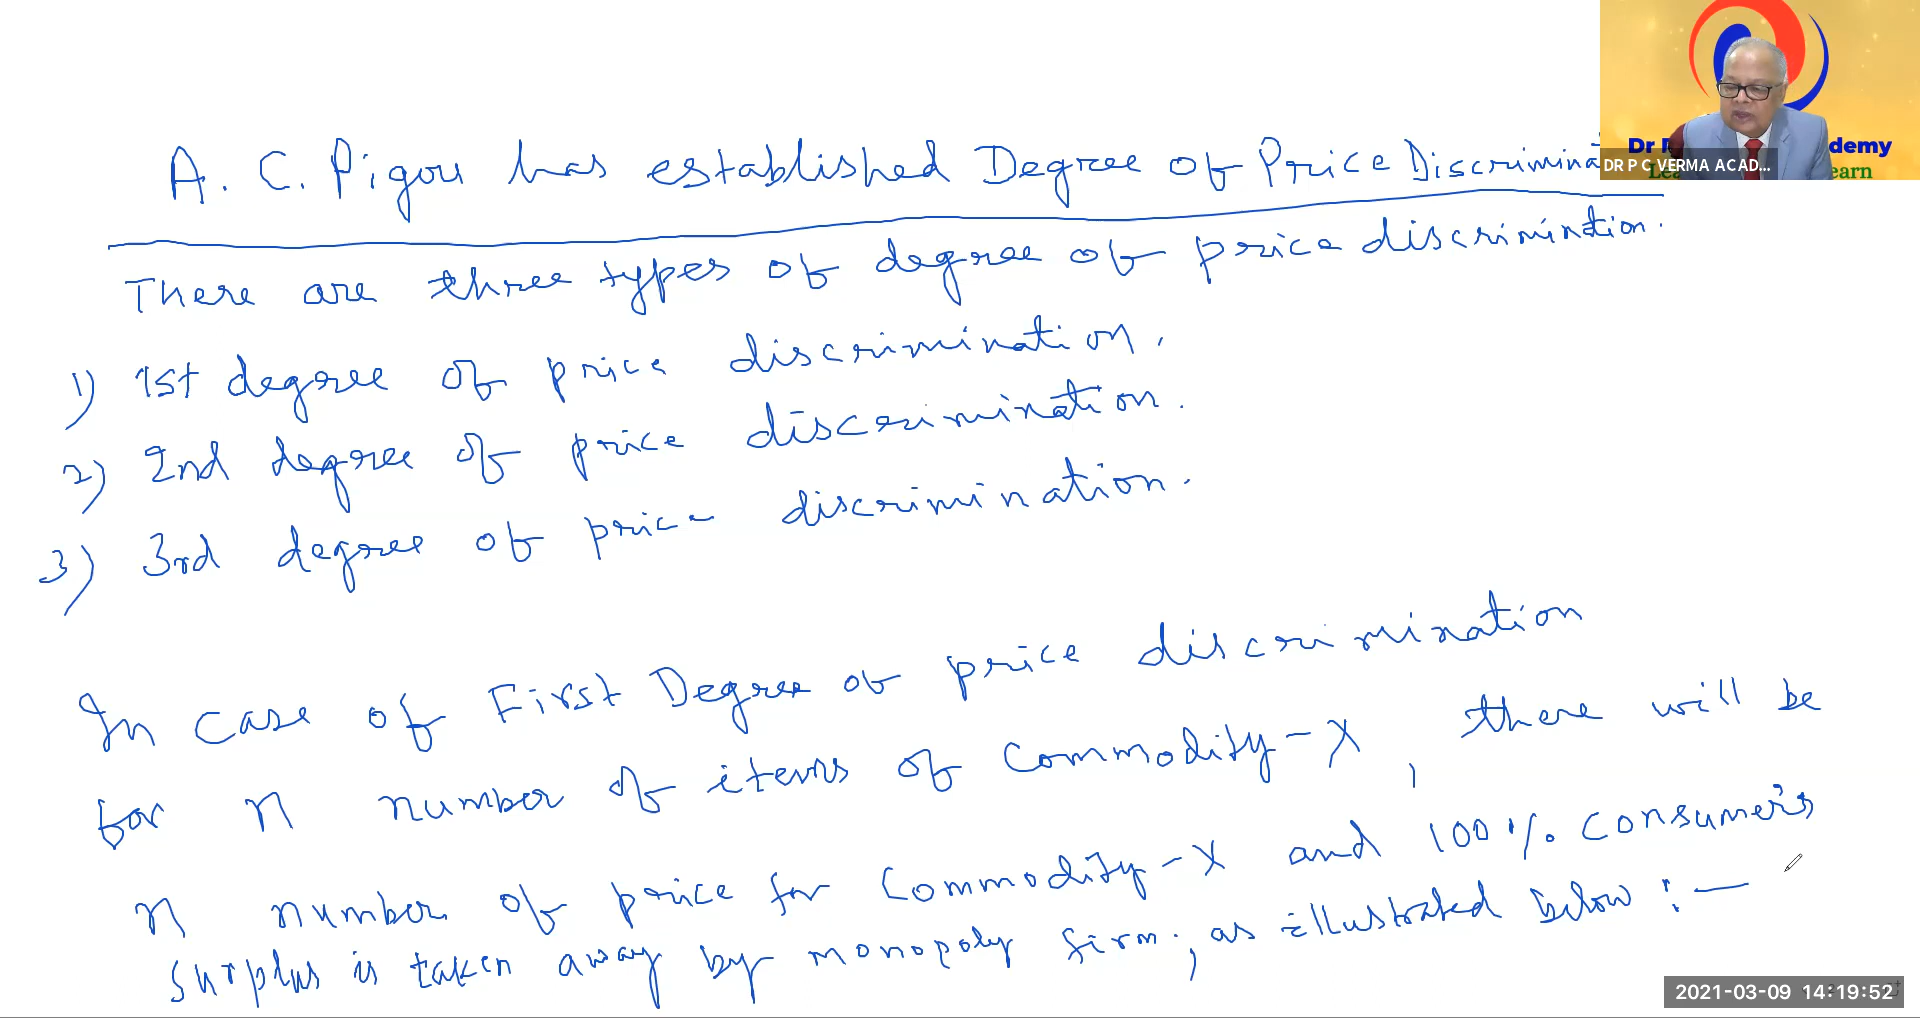 A. C. Pigou has established Degree of Price Discrimina
There are three types of degree of price discrimination.
1) 1st degree of price discrimination.
2) 2nd degree of price discrimination.
3) 3rd degree of price discrimination.
In case of First Degree of price discrimination
for n number of items of Commodity-X, there will be
n number of price for Commodity-X and 100% consumer's
surplus is taken away by monopoly firm; as illustrated below :—
Dr demy
DR P C VERMA ACAD...
earn
2021-03-09 14:19:52